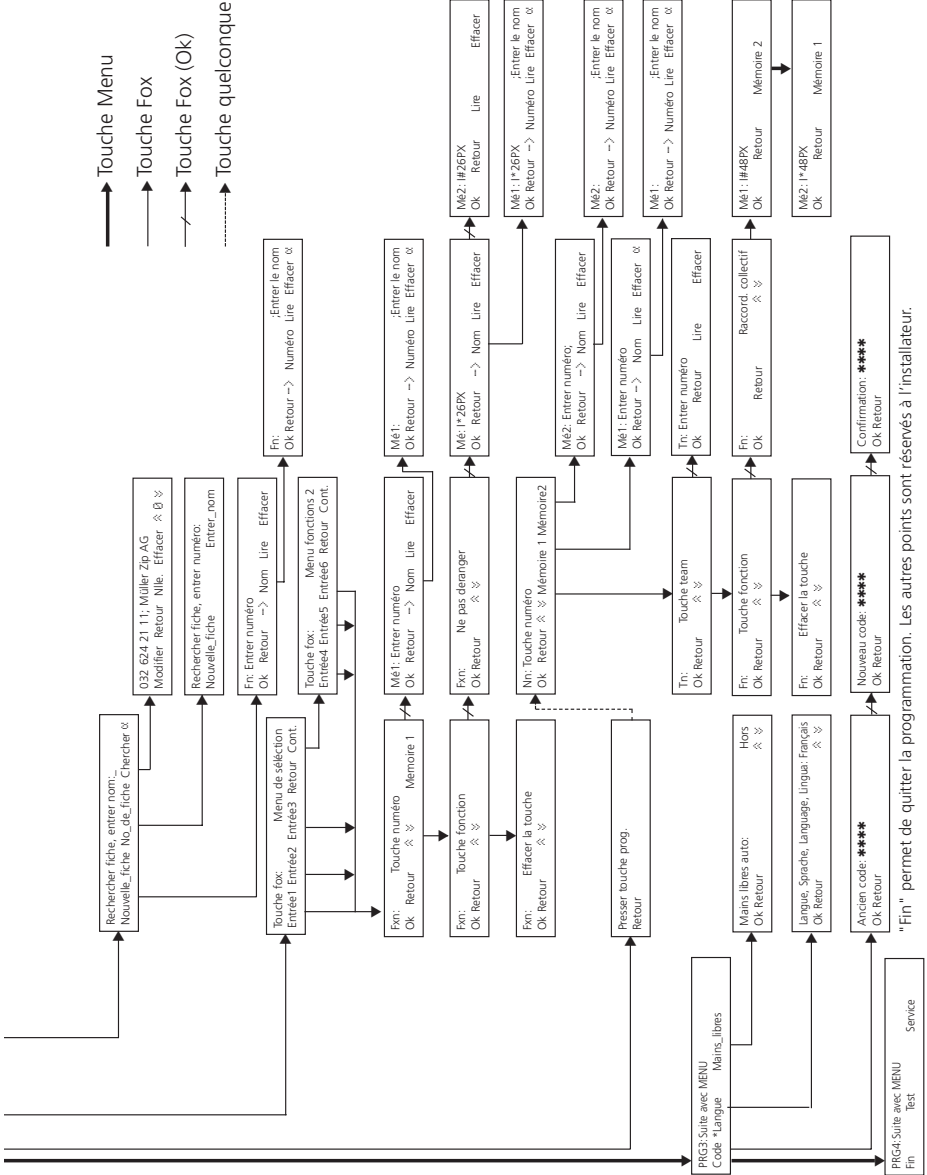 Touche Menu
Touche Fox
Touche Fox (Ok)
Touche quelconque
Rechercher fiche, entrer nom:_
Nouvelle_fiche No_de_fiche Chercher α
032 624 21 11; Müller Zip AG
Modifier Retour Nlle. Effacer ︽ 0 ︾
Rechercher fiche, entrer numéro:
Nouvelle_fiche Entrer_nom
Fn: Entrer numéro
Ok Retour --> Nom Lire Effacer
Fn: ;Entrer le nom
Ok Retour --> Numéro Lire Effacer α
Touche fox: Menu de séléction
Entrée1 Entrée2 Entrée3 Retour Cont.
Touche fox: Menu fonctions 2
Entrée4 Entrée5 Entrée6 Retour Cont.
Fxn: Touche numéro
Ok Retour ︽ ︾ Memoire 1
Mé1: Entrer numéro
Ok Retour --> Nom Lire Effacer
Mé1: ;Entrer le nom
Ok Retour --> Numéro Lire Effacer α
Fxn: Touche fonction
Ok Retour ︽ ︾
Fxn: Ne pas deranger
Ok Retour ︽ ︾
Mé: I*26PX
Ok Retour --> Nom Lire Effacer
Mé2: I#26PX
Ok Retour Lire Effacer
Mé1: I*26PX ;Entrer le nom
Ok Retour --> Numéro Lire Effacer α
Fxn: Effacer la touche
Ok Retour ︽ ︾
Presser touche prog.
Retour
Nn: Touche numéro
Ok Retour ︽ ︾ Mémoire 1 Mémoire2
Mé2: Entrer numéro;
Ok Retour --> Nom Lire Effacer
Mé2: ;Entrer le nom
Ok Retour --> Numéro Lire Effacer α
Mé1: Entrer numéro
Ok Retour --> Nom Lire Effacer α
Mé1: ;Entrer le nom
Ok Retour --> Numéro Lire Effacer α
Tn: Touche team
Ok Retour ︽ ︾
Tn: Entrer numéro
Ok Retour Lire Effacer
Fn: Touche fonction
Ok Retour ︽ ︾
Fn: Raccord. collectif
Ok Retour ︽ ︾
Mé1: I#48PX
Ok Retour Mémoire 2
Mé2: I*48PX
Ok Retour Mémoire 1
Fn: Effacer la touche
Ok Retour ︽ ︾
PRG3: Suite avec MENU
Code *Langue Mains_libres
Mains libres auto: Hors
Ok Retour ︽ ︾
Langue, Sprache, Language, Lingua: Français
Ok Retour ︽ ︾
Ancien code: ****
Ok Retour
Nouveau code: ****
Ok Retour
Confirmation: ****
Ok Retour
PRG4: Suite avec MENU
Fin Test Service
"Fin" permet de quitter la programmation. Les autres points sont réservés à l'installateur.